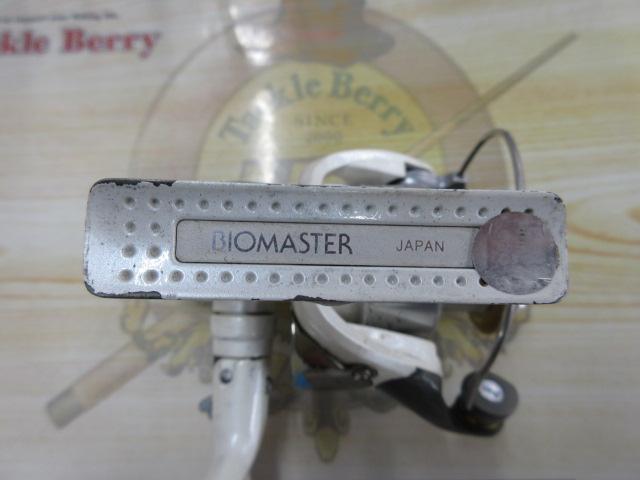 kle Berry
Tackle Berry
SINCE
BIOMASTER JAPAN